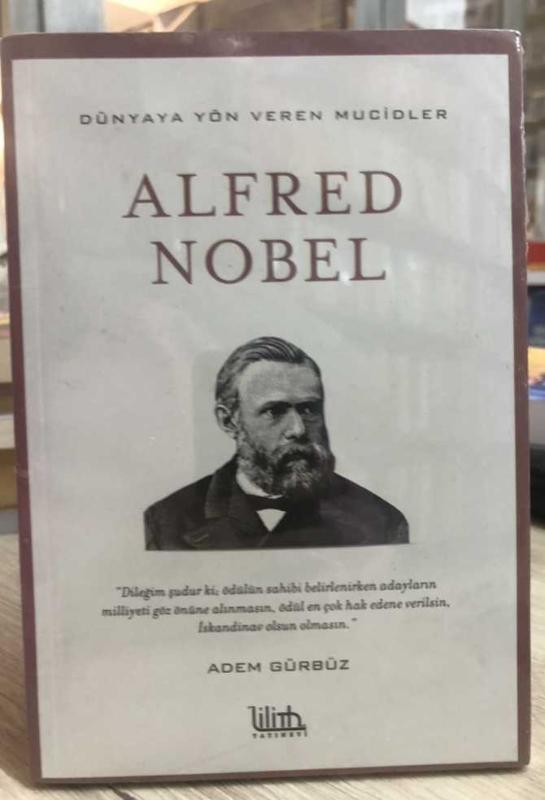 DÜNYAYA YÖN VEREN MUCİDLER
ALFRED
NOBEL
"Dileğim şudur ki; ödülün sahibi belirlenirken adayların
milliyeti göz önüne alınmasın, ödül en çok hak edene verilsin,
İskandinav olsun olmasın."
ADEM GÜRBÜZ
lilith
YAYINEVİ